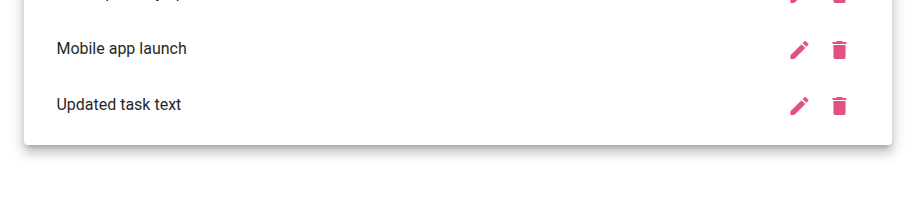 Mobile app launch
Updated task text